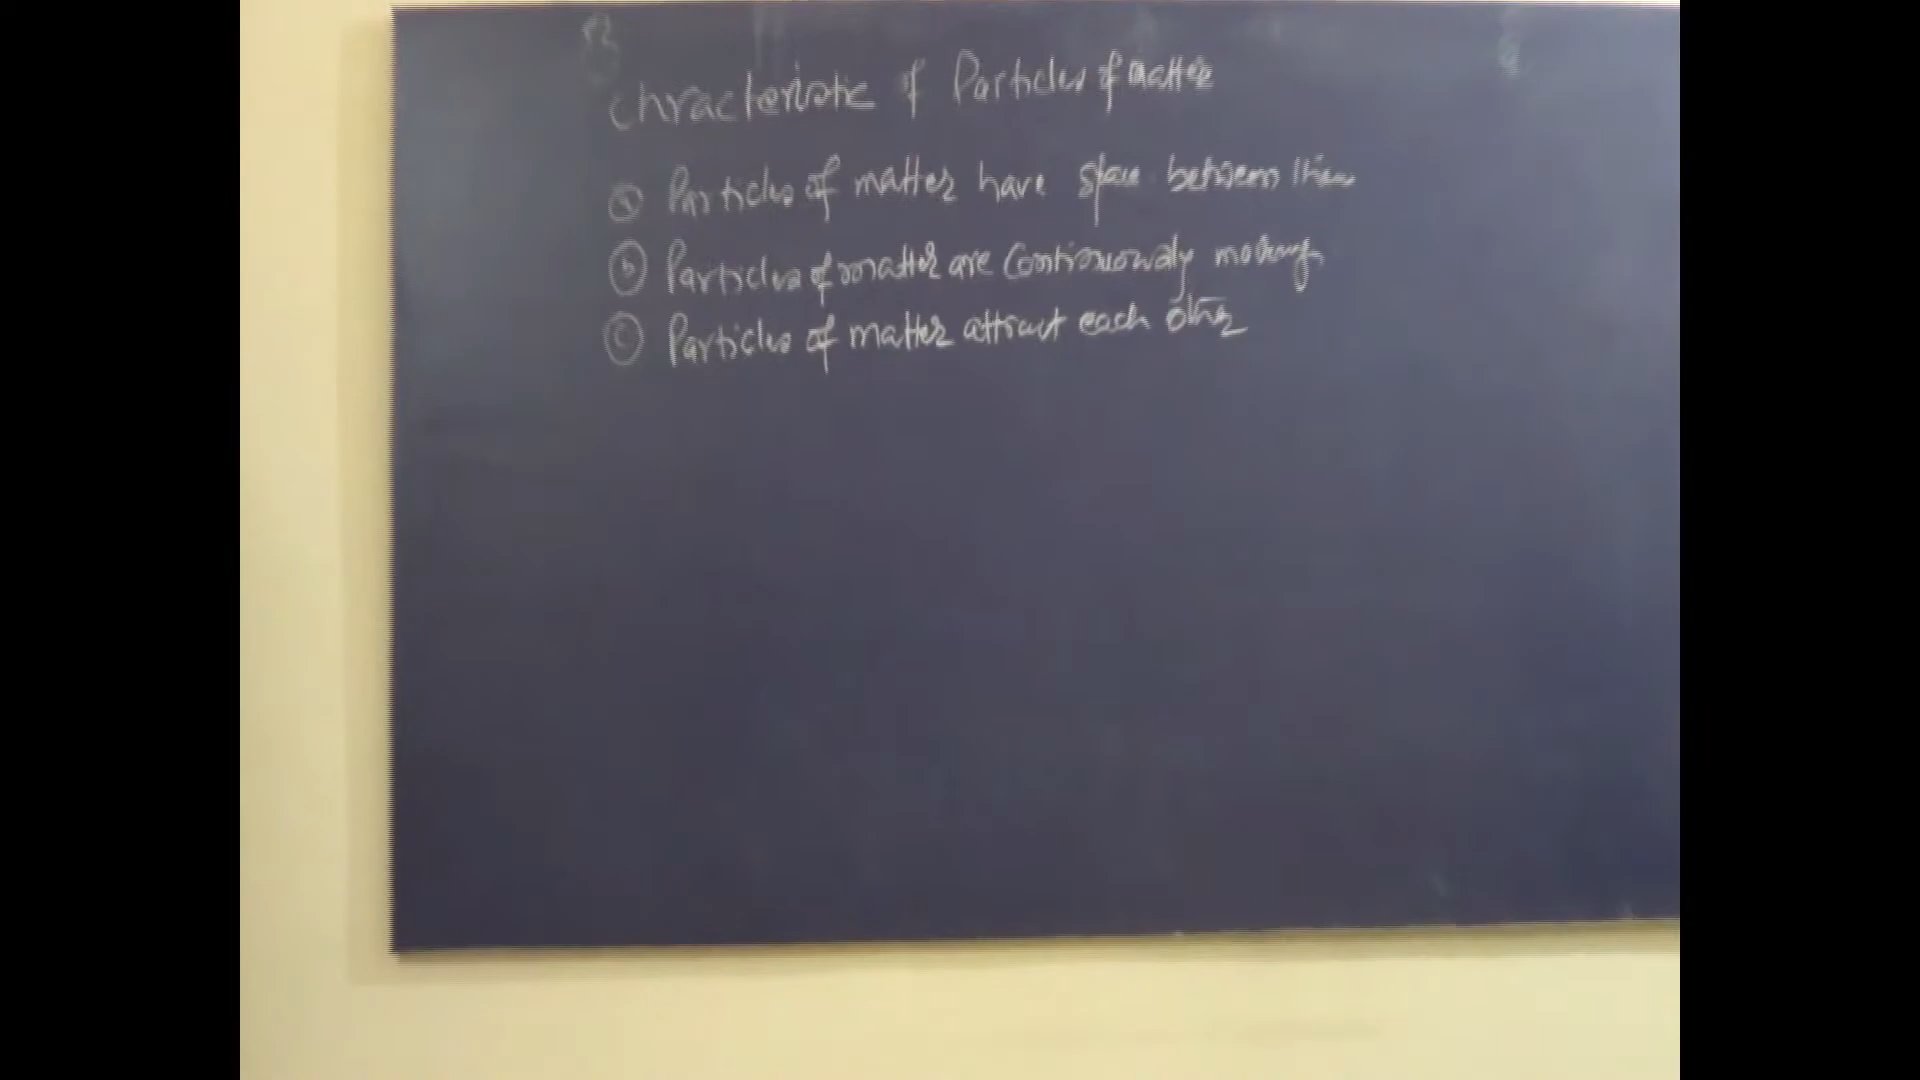 Chracteristic of Particles of matter
(a) Particles of matter have space between them
(b) Particles of matter are Continuously moving
(c) Particles of matter attract each other